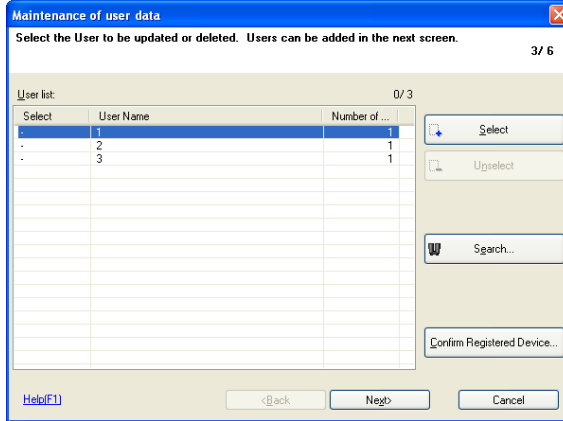 Maintenance of user data
Select the User to be updated or deleted. Users can be added in the next screen.
3/ 6
User list:
0/ 3
Select User Name Number of ...
- 1 1
- 2 1
- 3 1
Select
Unselect
Search...
Confirm Registered Device...
Help(F1)
<Back
Next>
Cancel